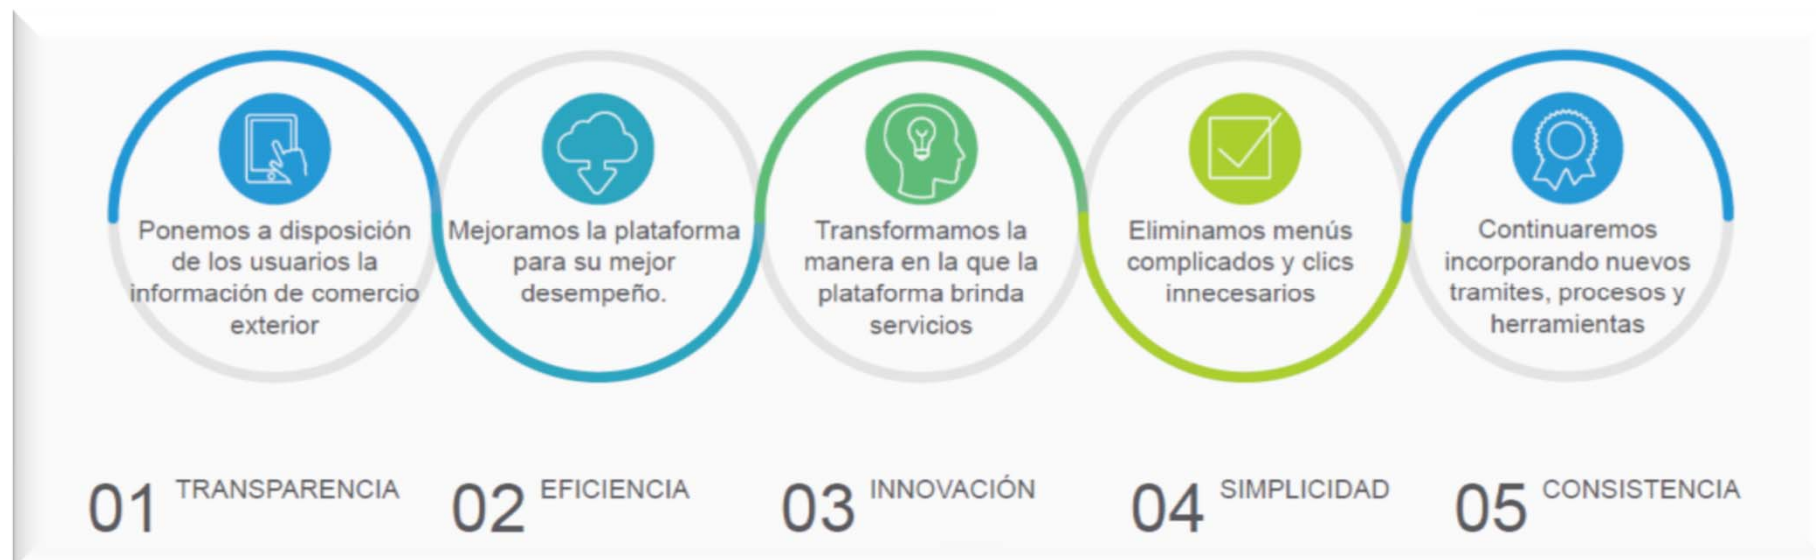 Ponemos a disposición
de los usuarios la
información de comercio
exterior
Mejoramos la plataforma
para su mejor
desempeño.
Transformamos la
manera en la que la
plataforma brinda
servicios
Eliminamos menús
complicados y clics
innecesarios
Continuaremos
incorporando nuevos
tramites, procesos y
herramientas
01 TRANSPARENCIA
02 EFICIENCIA
03 INNOVACIÓN
04 SIMPLICIDAD
05 CONSISTENCIA